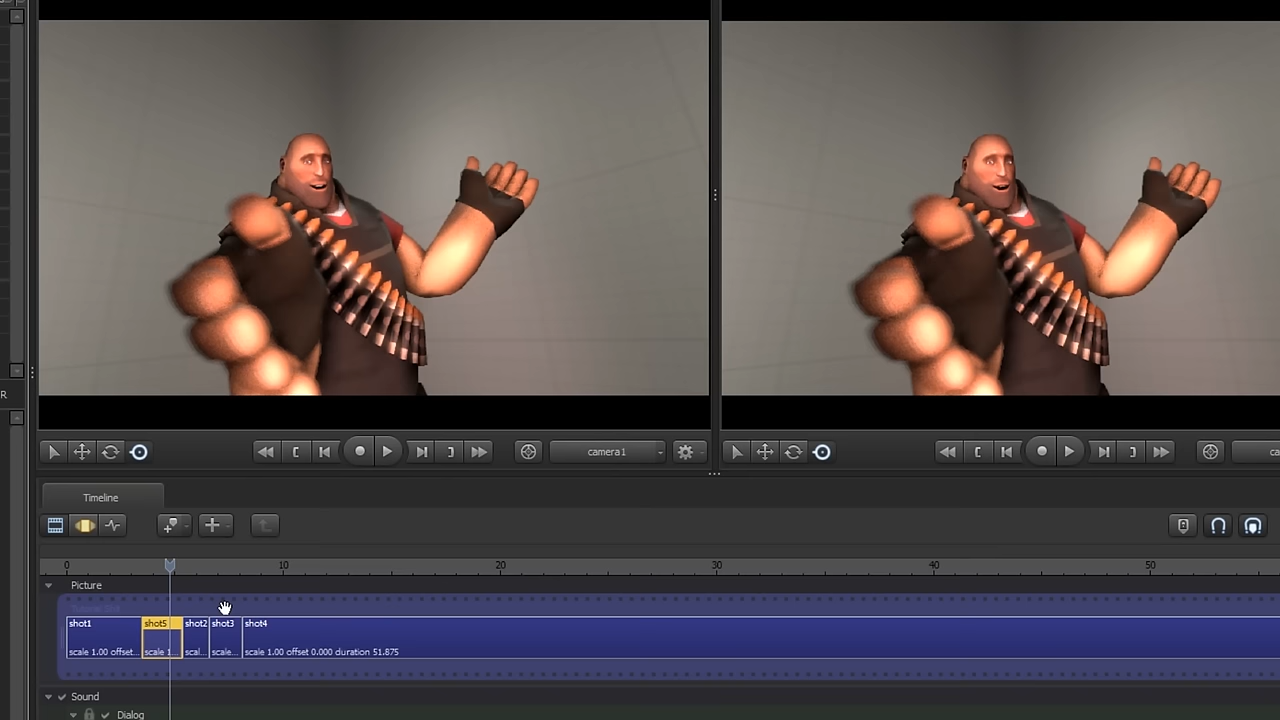 R
camera1
ca
Timeline
0 10 20 30 40 50
Picture
shot1 shot5 shot2 shot3 shot4
scale 1.00 offset... scale 1... scal... scale... scale 1.00 offset 0.000 duration 51.875
Sound
Dialog